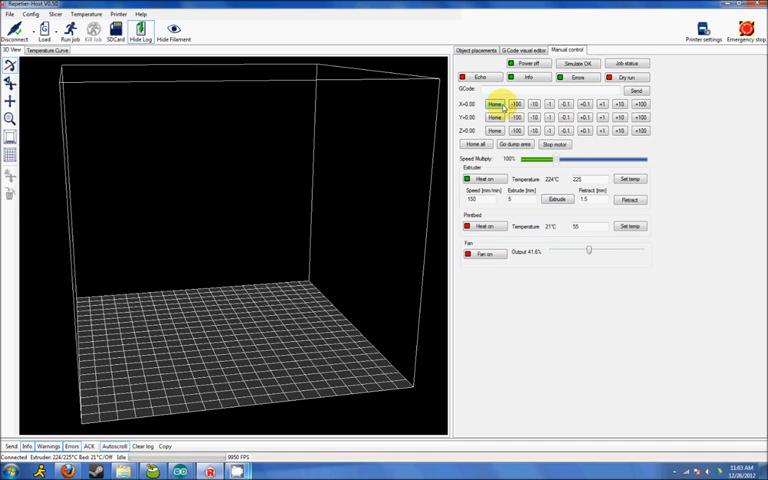 Repetier-Host V0.50
File Config Slicer Temperature Printer Help
Disconnect Load Run job Kill Job SDCard Hide Log Hide Filament Printer settings Emergency stop
3D View Temperature Curve
Object placements G-Code visual editor Manual control
Power off Simulate OK Job status
Echo Info Errors Dry run
GCode: Send
X=0.00 Home -100 -10 -1 -0.1 +0.1 +1 +10 +100
Y=0.00 Home -100 -10 -1 -0.1 +0.1 +1 +10 +100
Z=0.00 Home -100 -10 -1 -0.1 +0.1 +1 +10 +100
Home all Go dump area Stop motor
Speed Multiply: 100%
Extruder
Heat on Temperature 224°C 225 Set temp
Speed [mm/min] Extrude [mm] Retract [mm]
150 5 Extrude 1.5 Retract
Printbed
Heat on Temperature 21°C 55 Set temp
Fan
Fan on Output 41.6%
Send Info Warnings Errors ACK Autoscroll Clear log Copy
Connected Extruder: 224/225°C Bed: 21°C/Off Idle 9950 FPS
11:03 AM
12/26/2012